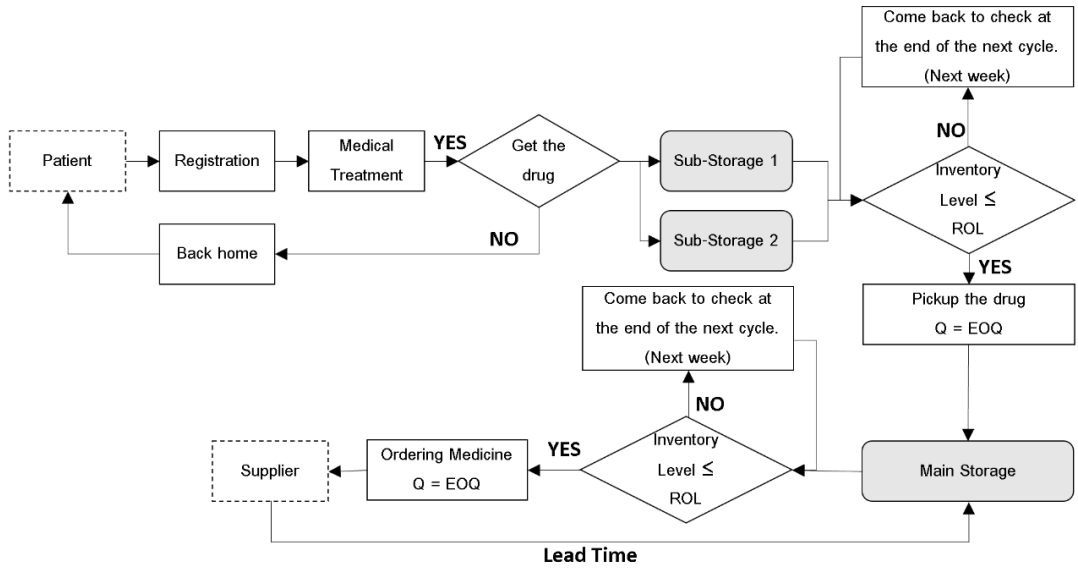 Come back to check at
the end of the next cycle.
(Next week)
NO
Patient
Registration
Medical
Treatment
YES
Get the
drug
Sub-Storage 1
Sub-Storage 2
Inventory
Level ≤
ROL
Back home
NO
YES
Pickup the drug
Q = EOQ
Come back to check at
the end of the next cycle.
(Next week)
NO
Supplier
Ordering Medicine
Q = EOQ
YES
Inventory
Level ≤
ROL
Main Storage
Lead Time